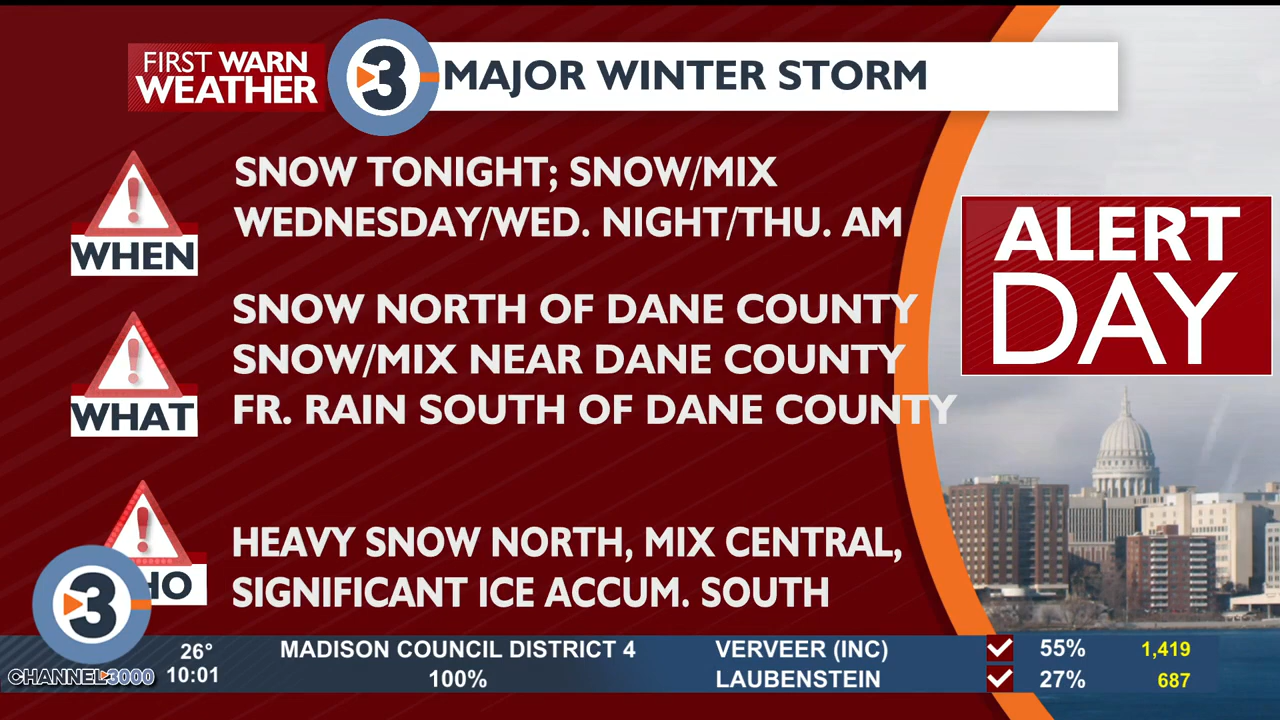 FIRST WARN
WEATHER
3
MAJOR WINTER STORM
SNOW TONIGHT; SNOW/MIX
WEDNESDAY/WED. NIGHT/THU. AM
WHEN
ALERT
DAY
SNOW NORTH OF DANE COUNTY
SNOW/MIX NEAR DANE COUNTY
FR. RAIN SOUTH OF DANE COUNTY
WHAT
HEAVY SNOW NORTH, MIX CENTRAL,
SIGNIFICANT ICE ACCUM. SOUTH
HO
3
CHANNEL3000
26°
10:01
MADISON COUNCIL DISTRICT 4
100%
VERVEER (INC) 55% 1,419
LAUBENSTEIN 27% 687